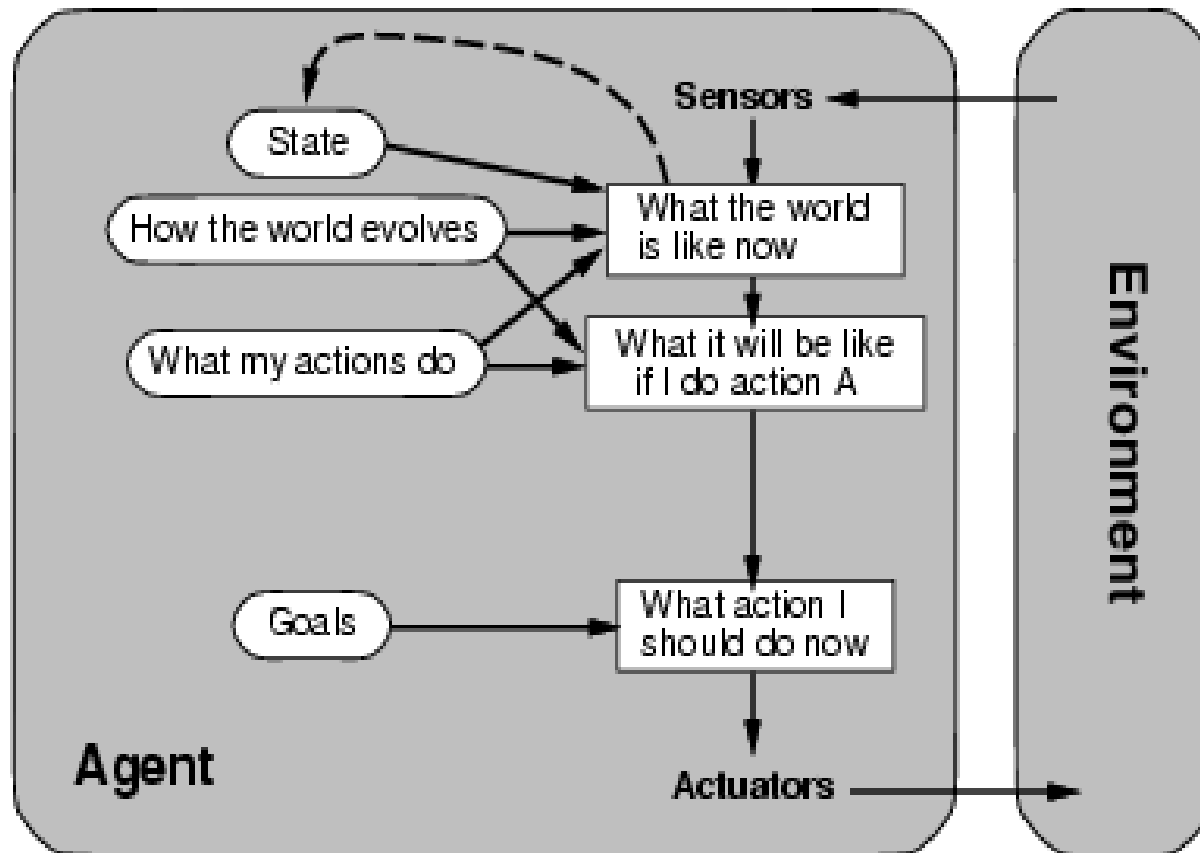 Sensors
State
What the world
is like now
How the world evolves
What my actions do
What it will be like
if I do action A
Goals
What action I
should do now
Agent
Actuators
Environment